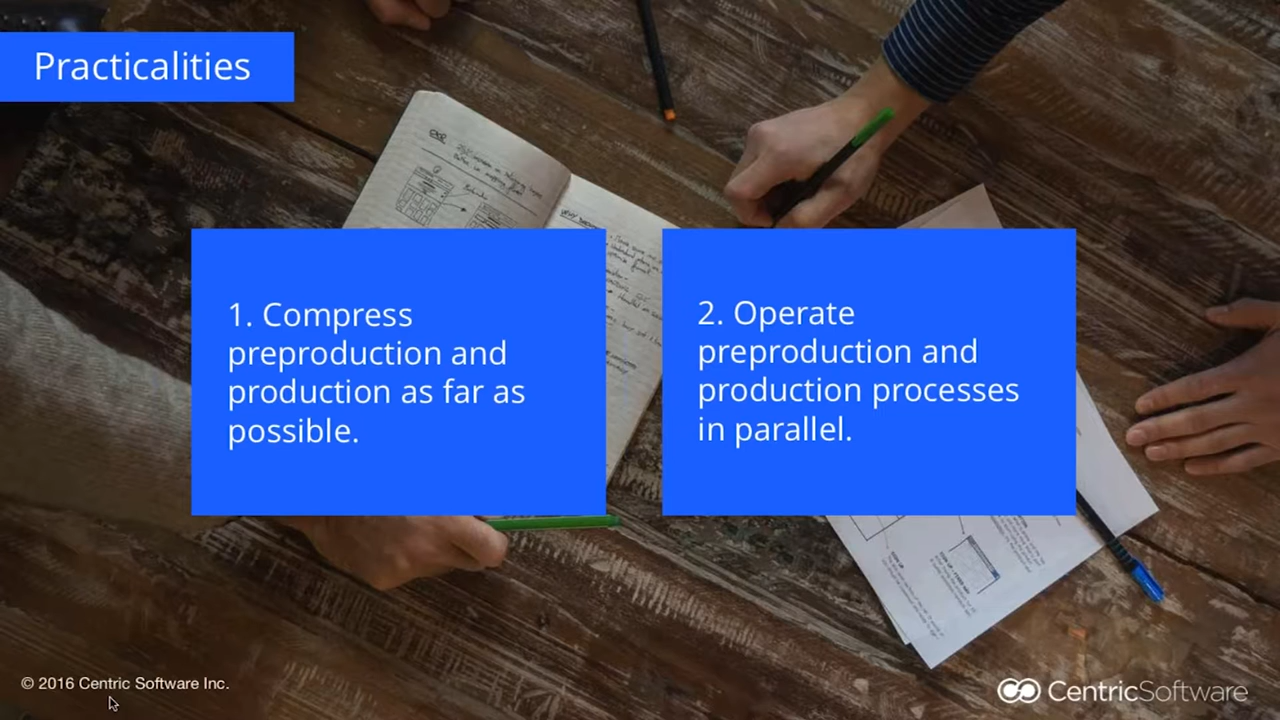 Practicalities
1. Compress
preproduction and
production as far as
possible.
2. Operate
preproduction and
production processes
in parallel.
© 2016 Centric Software Inc.
CentricSoftware